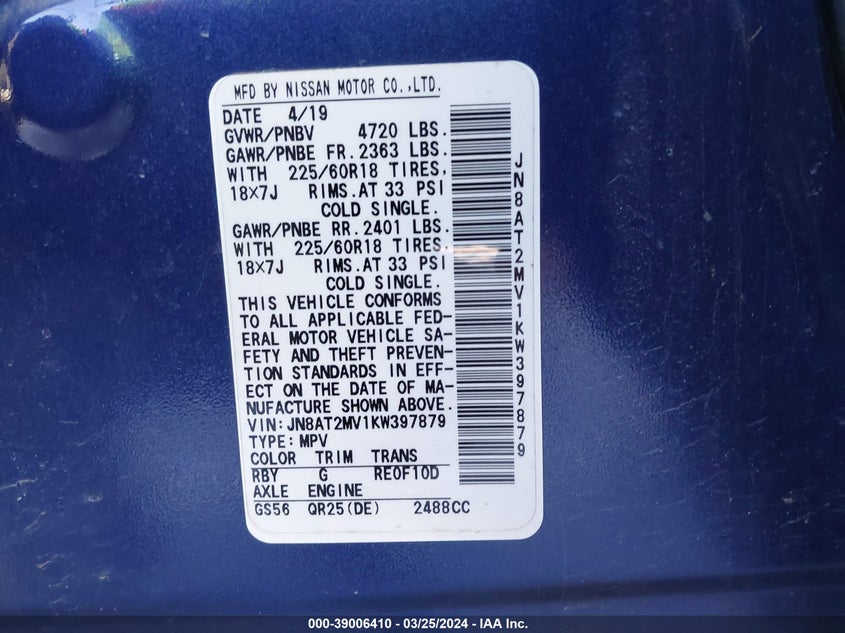 MFD BY NISSAN MOTOR CO.,LTD.
DATE 4/19
GVWR/PNBV 4720 LBS.
GAWR/PNBE FR. 2363 LBS.
WITH 225/60R18 TIRES,
18×7J RIMS.AT 33 PSI
COLD SINGLE.
GAWR/PNBE RR. 2401 LBS.
WITH 225/60R18 TIRES,
18×7J RIMS.AT 33 PSI
COLD SINGLE.
THIS VEHICLE CONFORMS
TO ALL APPLICABLE FED-
ERAL MOTOR VEHICLE SA-
FETY AND THEFT PREVEN-
TION STANDARDS IN EFF-
ECT ON THE DATE OF MA-
NUFACTURE SHOWN ABOVE.
VIN:JN8AT2MV1KW397879
TYPE:MPV
COLOR TRIM TRANS
RBY G RE0F10D
AXLE ENGINE
GS56 QR25(DE) 2488CC
JN8AT2MV1KW397879
000-39006410 - 03/25/2024 - IAA Inc.